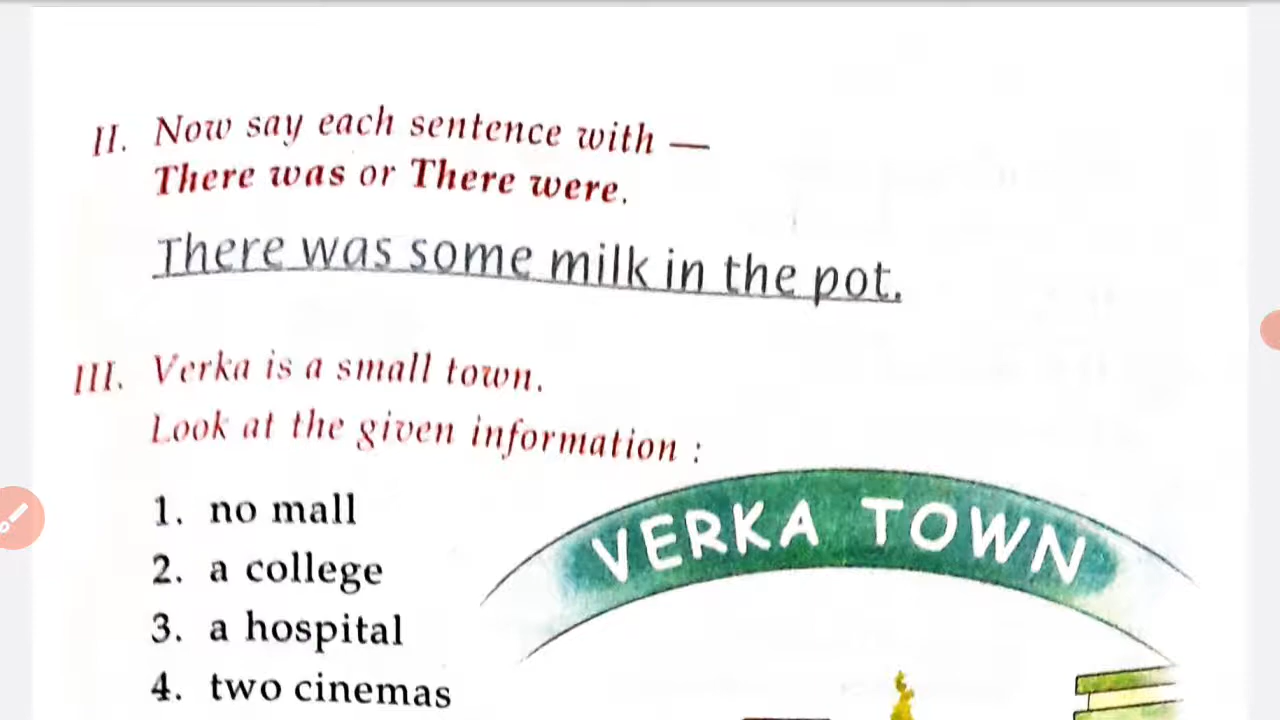 II. Now say each sentence with —
There was or There were.
There was some milk in the pot.
III. Verka is a small town.
Look at the given information :
1. no mall
2. a college
3. a hospital
4. two cinemas
VERKA TOWN